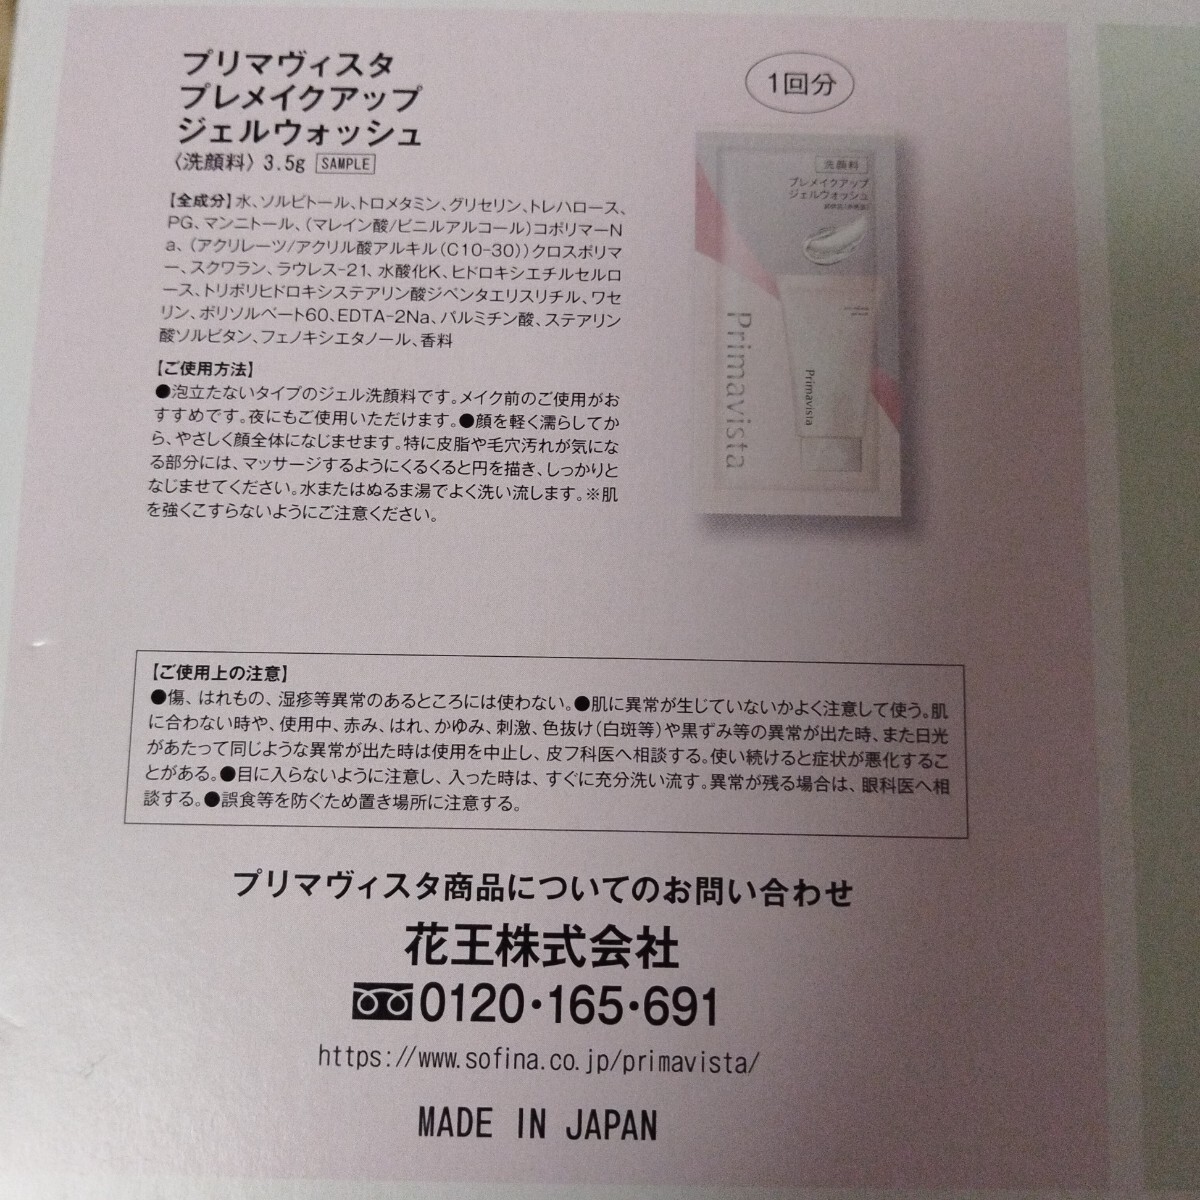 プリマヴィスタ
プレメイクアップ
ジェルウォッシュ
〈洗顔料〉3.5g SAMPLE
【全成分】水、ソルビトール、トロメタミン、グリセリン、トレハロース、
PG、マンニトール、(マレイン酸/ビニルアルコール)コポリマーN
a、(アクリレーツ/アクリル酸アルキル(C10-30))クロスポリマ
ー、スクワラン、ラウレス-21、水酸化K、ヒドロキシエチルセルロ
ース、トリポリヒドロキシステアリン酸ジペンタエリスリチル、ワセ
リン、ポリソルベート60、EDTA-2Na、パルミチン酸、ステアリン
酸ソルビタン、フェノキシエタノール、香料
【ご使用方法】
●泡立たないタイプのジェル洗顔料です。メイク前のご使用がお
すすめです。夜にもご使用いただけます。●顔を軽く濡らしてか
ら、やさしく顔全体になじませます。特に皮脂や毛穴汚れが気にな
る部分には、マッサージするようにくるくると円を描き、しっかりと
なじませてください。水またはぬるま湯でよく洗い流します。※肌
を強くこすらないようにご注意ください。
1回分
洗顔料
プレメイクアップ
ジェルウォッシュ
Primavista
Primavista
【ご使用上の注意】
●傷、はれもの、湿疹等異常のあるところには使わない。●肌に異常が生じていないかよく注意して使う。肌
に合わない時や、使用中、赤み、はれ、かゆみ、刺激、色抜け(白斑等)や黒ずみ等の異常が出た時、また日光
があたって同じような異常が出た時は使用を中止し、皮フ科医へ相談する。使い続けると症状が悪化するこ
とがある。●目に入らないように注意し、入った時は、すぐに充分洗い流す。異常が残る場合は、眼科医へ相
談する。●誤食等を防ぐため置き場所に注意する。
プリマヴィスタ商品についてのお問い合わせ
花王株式会社
0120・165・691
https://www.sofina.co.jp/primavista/
MADE IN JAPAN